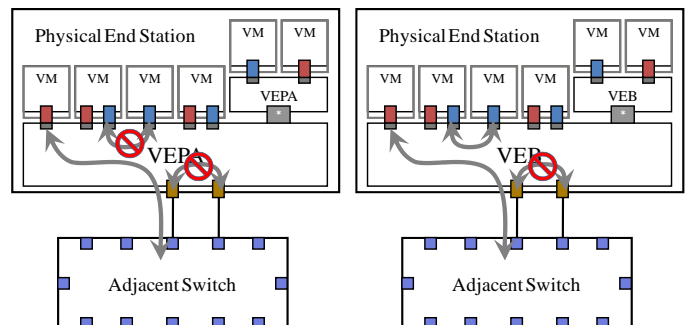 Physical End Station
VM
VM
VM
VM
VM
VM
VEPA
*
VEPA
Adjacent Switch
Physical End Station
VM
VM
VM
VM
VM
VM
VEB
*
VEB
Adjacent Switch